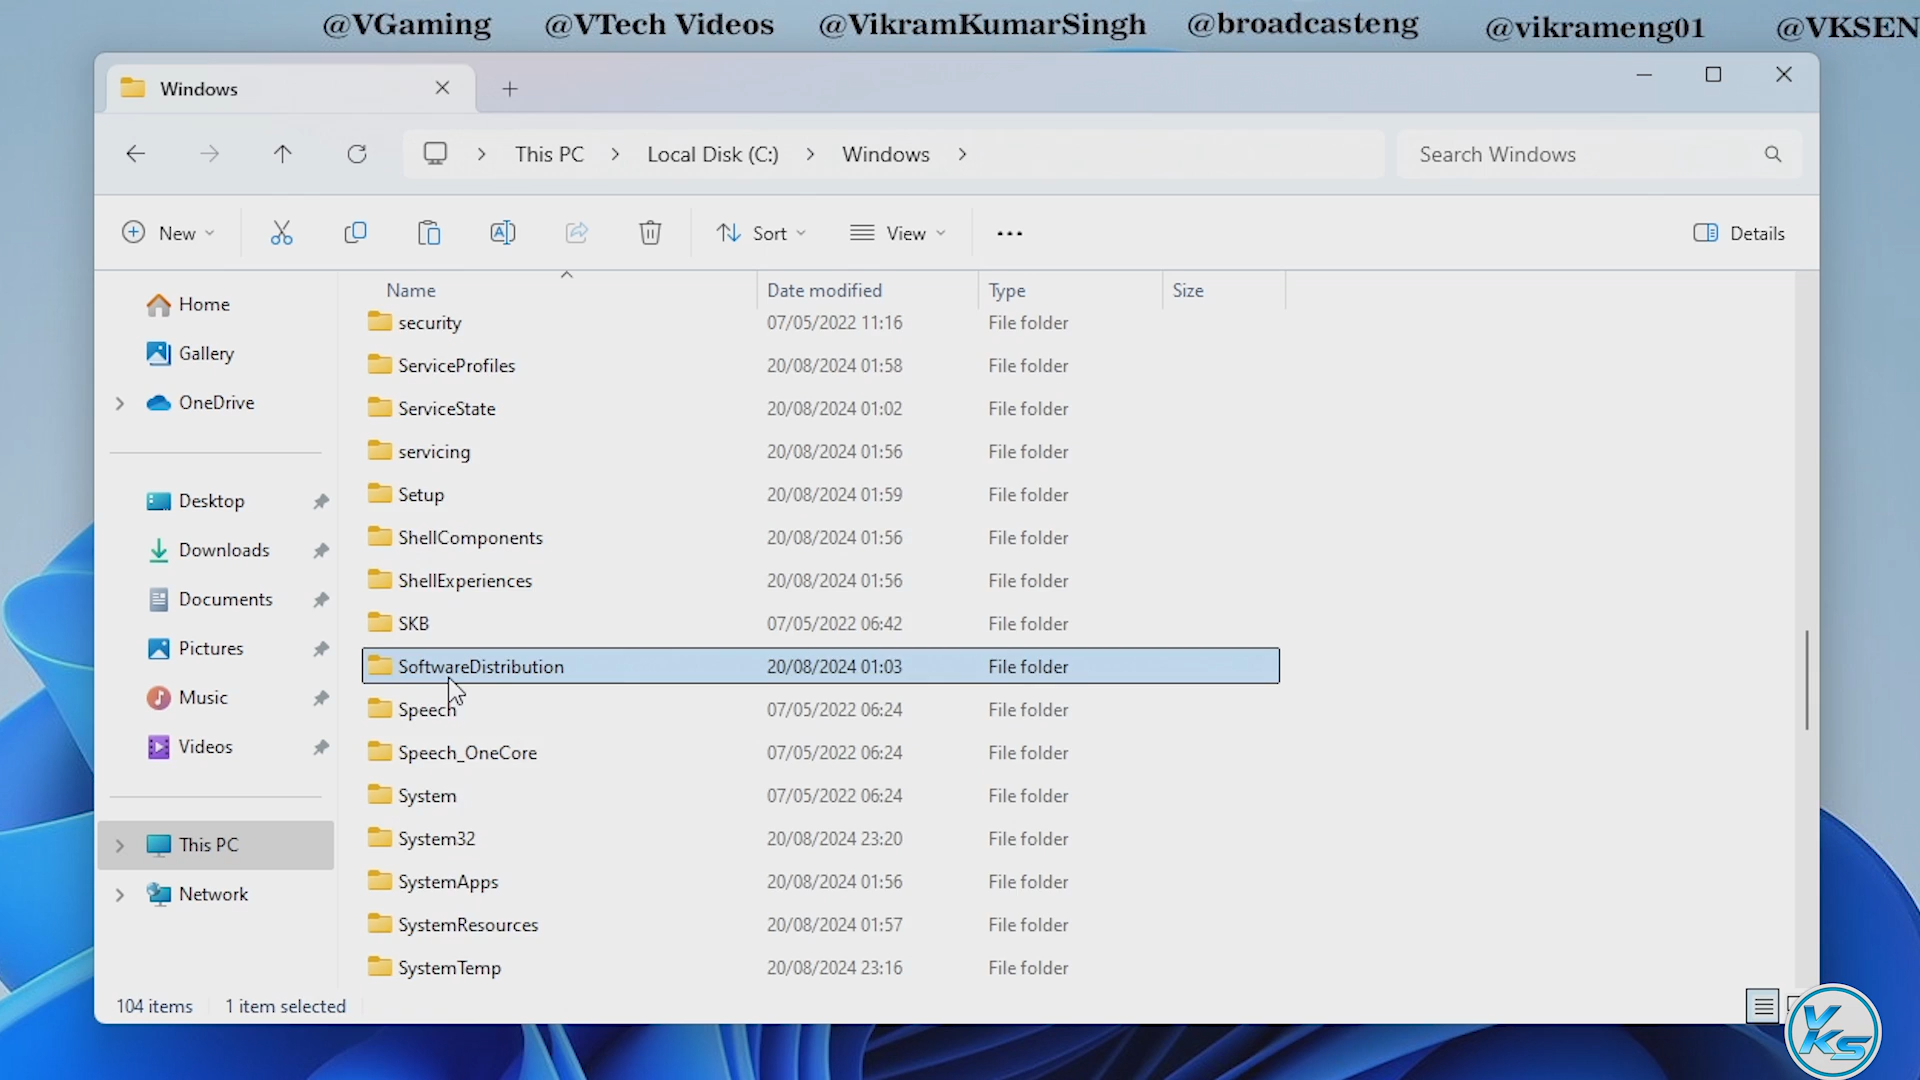 @VGaming @VTech Videos @VikramKumarSingh @broadcasteng @vikrameng01 @VKSEN
Windows
This PC Local Disk (C:) Windows
Search Windows
New
Sort
View
Details
Name Date modified Type Size
Home
Gallery
OneDrive
Desktop
Downloads
Documents
Pictures
Music
Videos
This PC
Network
security 07/05/2022 11:16 File folder
ServiceProfiles 20/08/2024 01:58 File folder
ServiceState 20/08/2024 01:02 File folder
servicing 20/08/2024 01:56 File folder
Setup 20/08/2024 01:59 File folder
ShellComponents 20/08/2024 01:56 File folder
ShellExperiences 20/08/2024 01:56 File folder
SKB 07/05/2022 06:42 File folder
SoftwareDistribution 20/08/2024 01:03 File folder
Speech 07/05/2022 06:24 File folder
Speech_OneCore 07/05/2022 06:24 File folder
System 07/05/2022 06:24 File folder
System32 20/08/2024 23:20 File folder
SystemApps 20/08/2024 01:56 File folder
SystemResources 20/08/2024 01:57 File folder
SystemTemp 20/08/2024 23:16 File folder
104 items 1 item selected
VKS